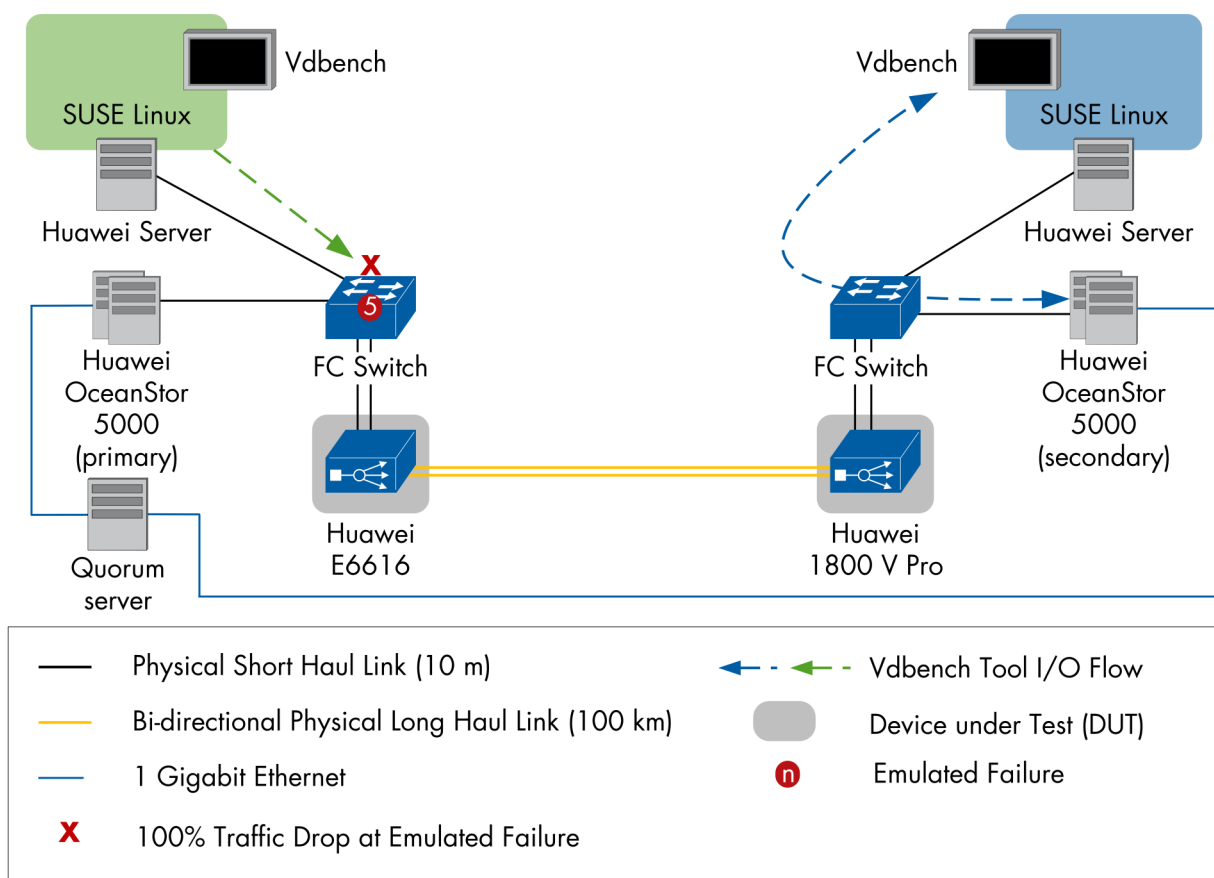 Vdbench
Vdbench
SUSE Linux
SUSE Linux
Huawei Server
Huawei Server
X
5
Huawei
OceanStor
5000
(primary)
FC Switch
FC Switch
Huawei
OceanStor
5000
(secondary)
Quorum
server
Huawei
E6616
Huawei
1800 V Pro
Physical Short Haul Link (10 m)
Bi-directional Physical Long Haul Link (100 km)
1 Gigabit Ethernet
X
100% Traffic Drop at Emulated Failure
Vdbench Tool I/O Flow
Device under Test (DUT)
n
Emulated Failure